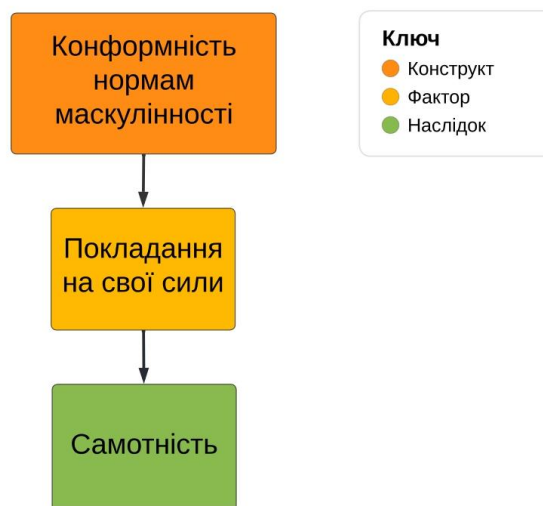 Конформність
нормам
маскулінності
Ключ
Конструкт
Фактор
Наслідок
Покладання
на свої сили
Самотність